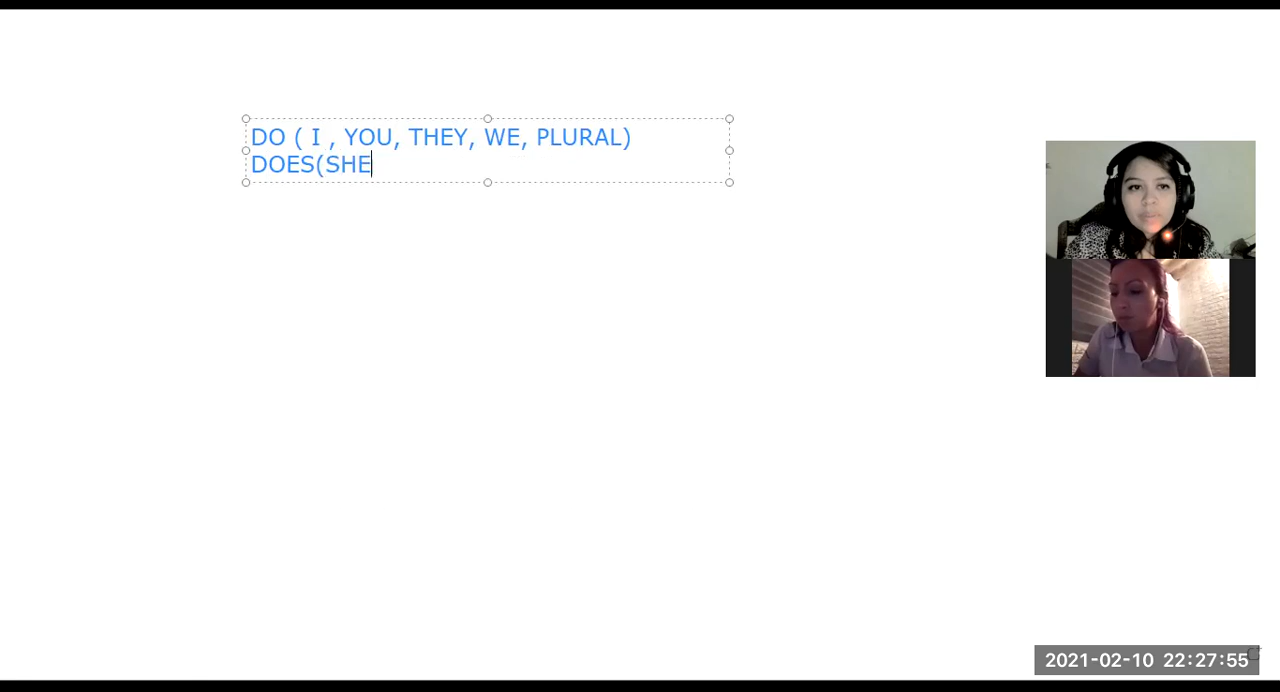 DO ( I , YOU, THEY, WE, PLURAL)
DOES(SHE
2021-02-10 22:27:55